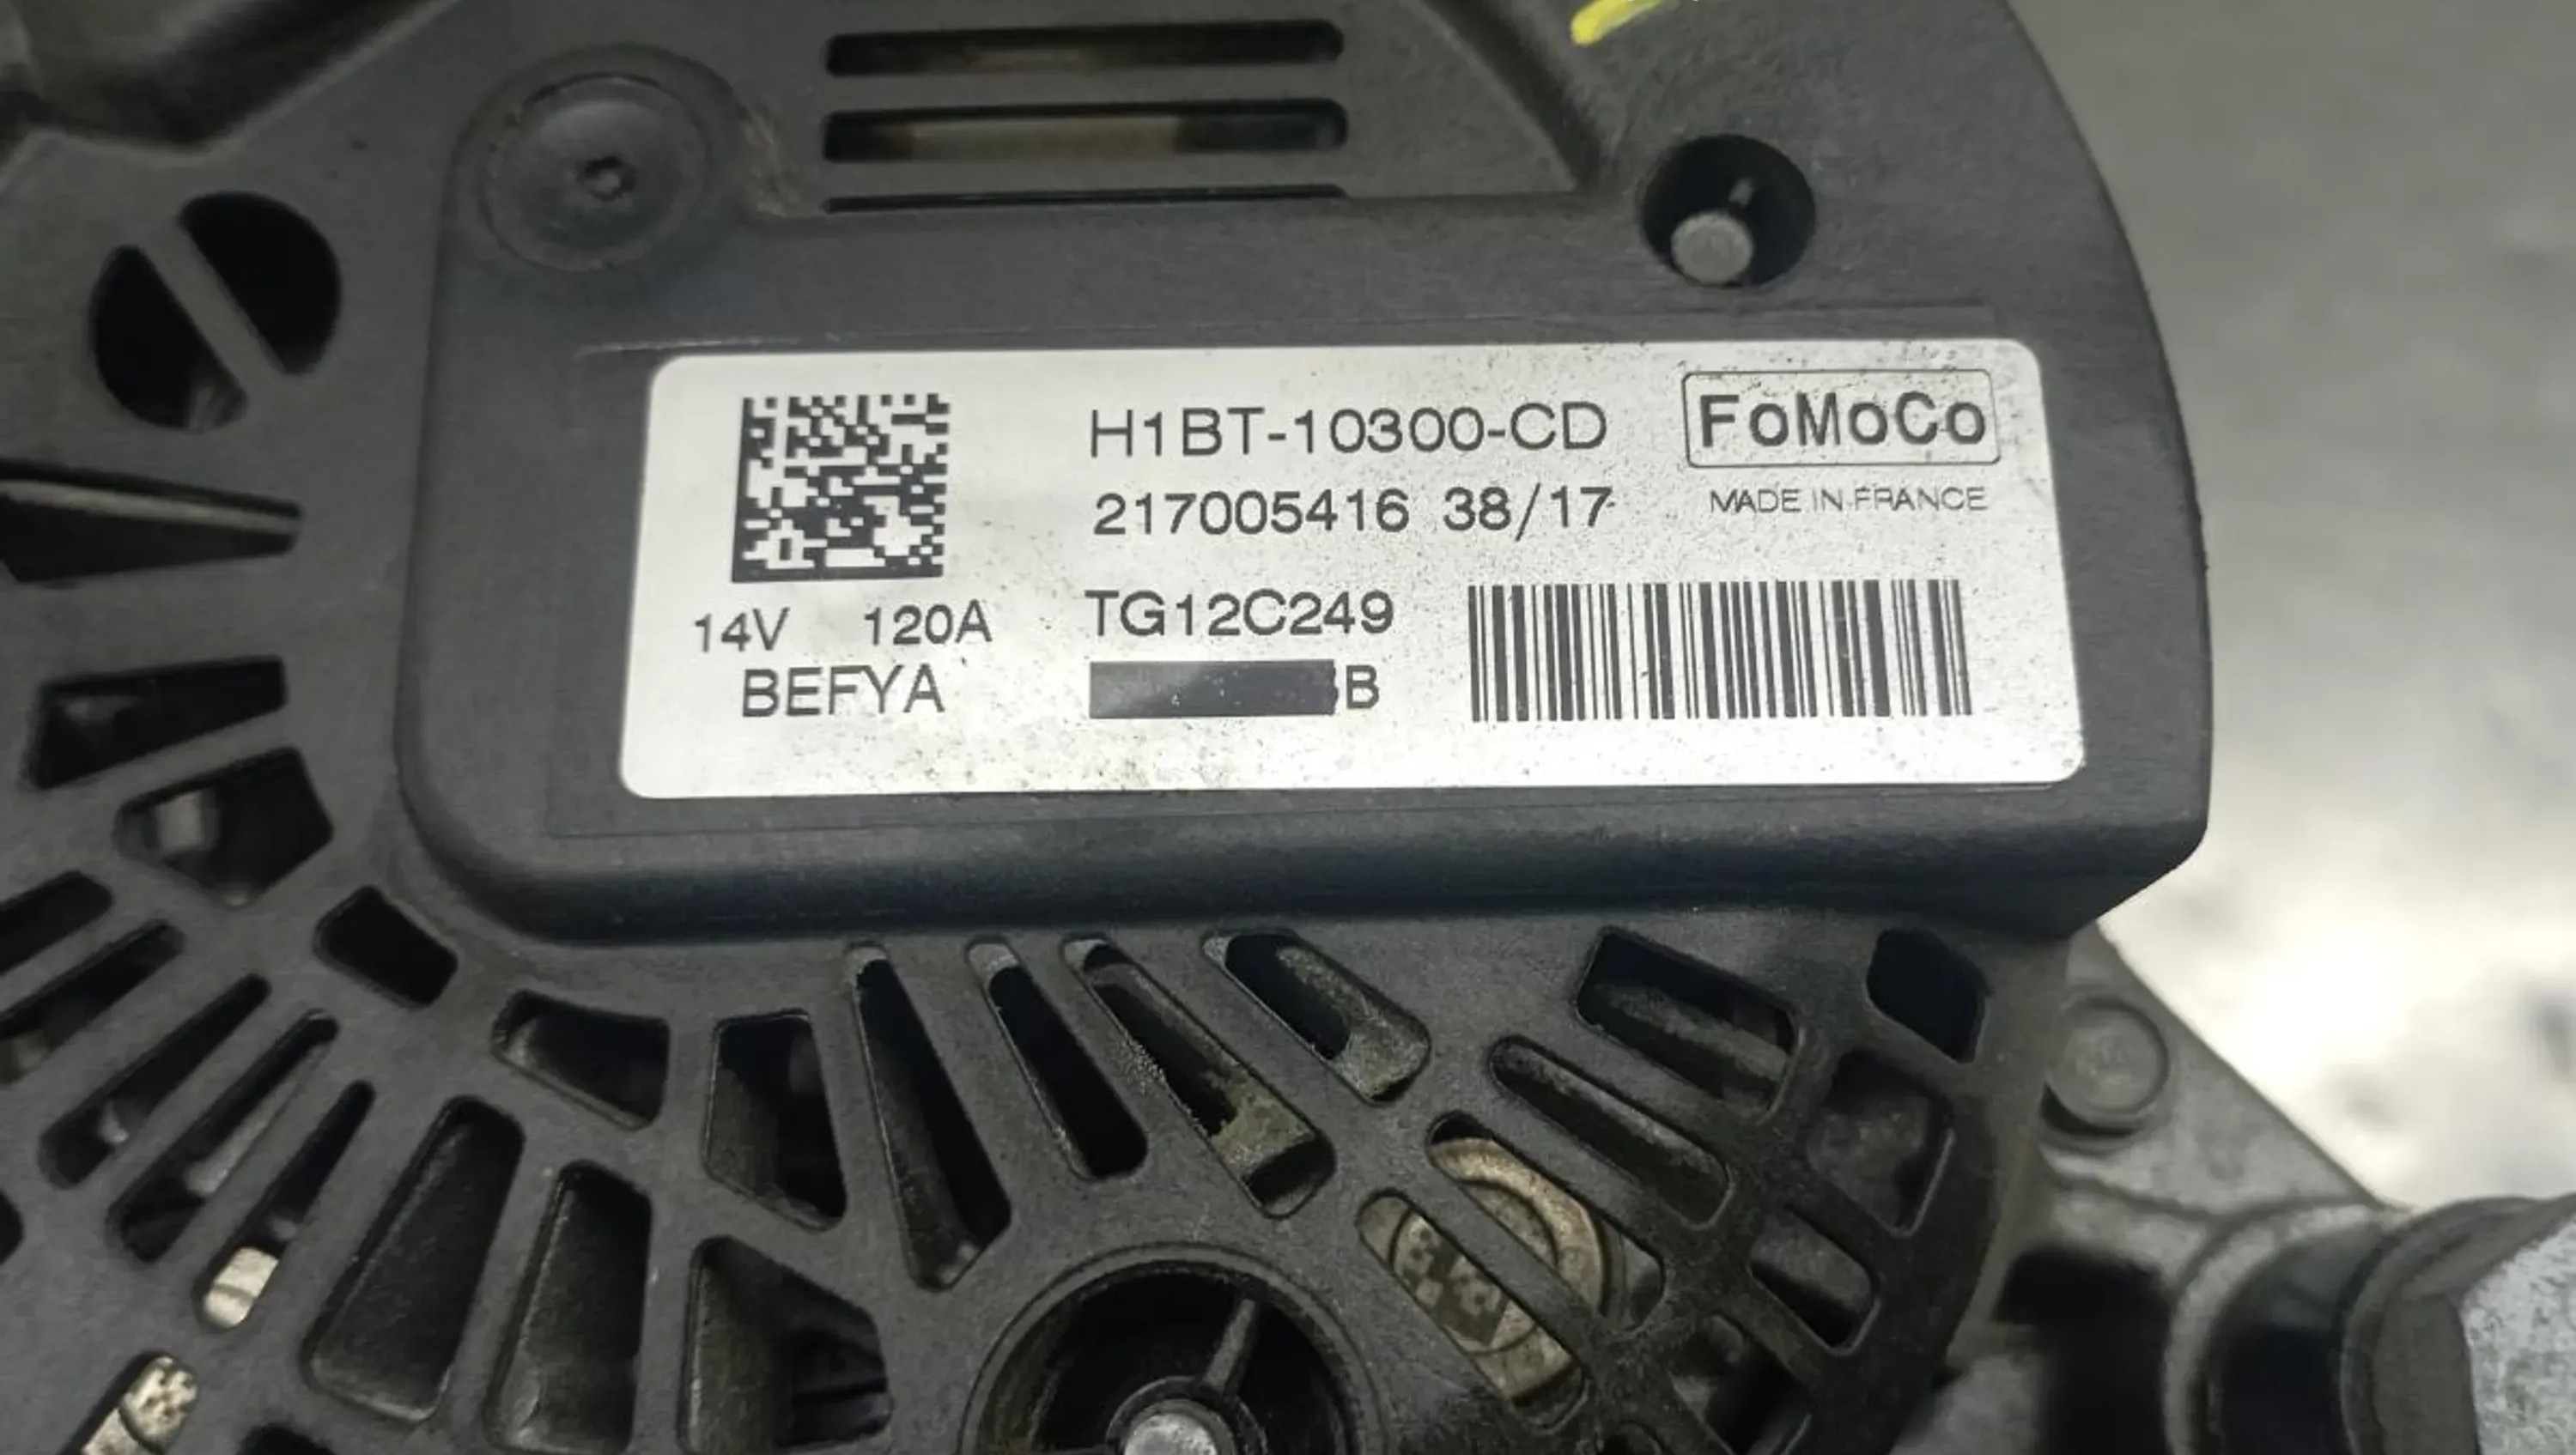 H1BT-10300-CD
FoMoCo
217005416 38/17
MADE IN FRANCE
14V 120A
TG12C249
BEFYA
B